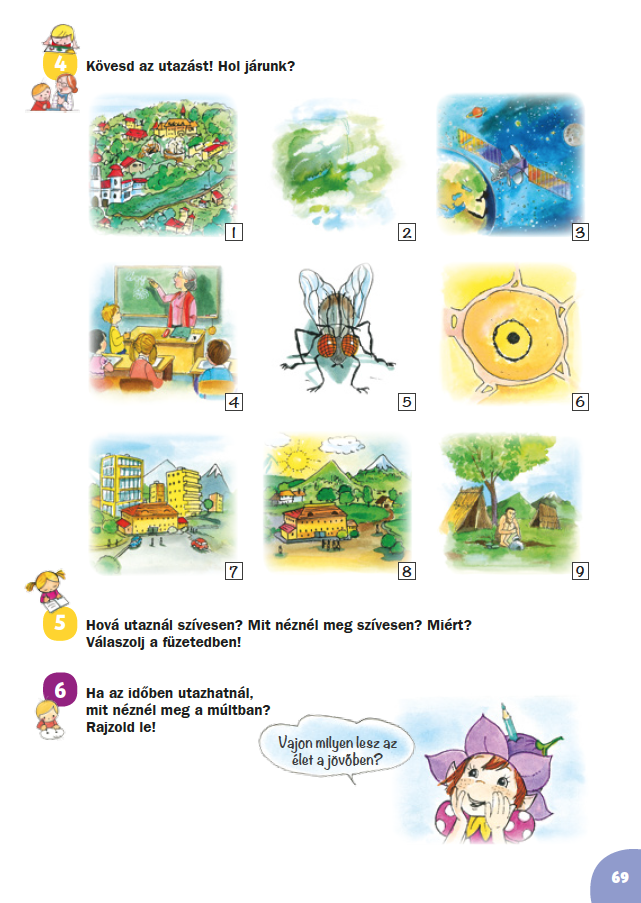 4
Kövesd az utazást! Hol járunk?
1
2
3
4
5
6
7
8
9
5
Hová utaznál szívesen? Mit néznél meg szívesen? Miért?
Válaszolj a füzetedben!
6
Ha az időben utazhatnál,
mit néznél meg a múltban?
Rajzold le!
Vajon milyen lesz az
élet a jövőben?
69